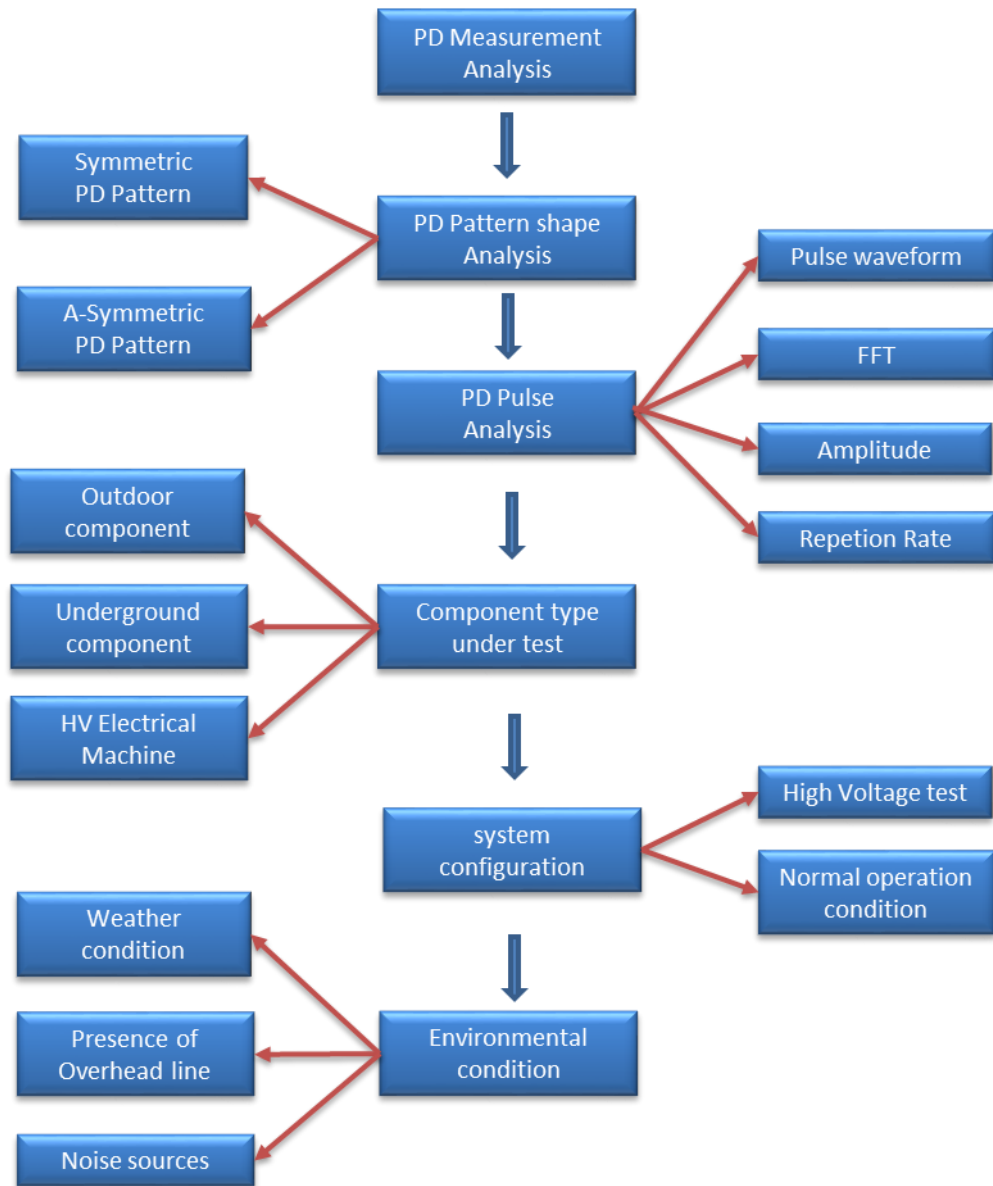 PD Measurement
Analysis
Symmetric
PD Pattern
PD Pattern shape
Analysis
A-Symmetric
PD Pattern
Pulse waveform
FFT
PD Pulse
Analysis
Amplitude
Repetion Rate
Outdoor
component
Underground
component
Component type
under test
HV Electrical
Machine
High Voltage test
system
configuration
Normal operation
condition
Weather
condition
Presence of
Overhead line
Environmental
condition
Noise sources